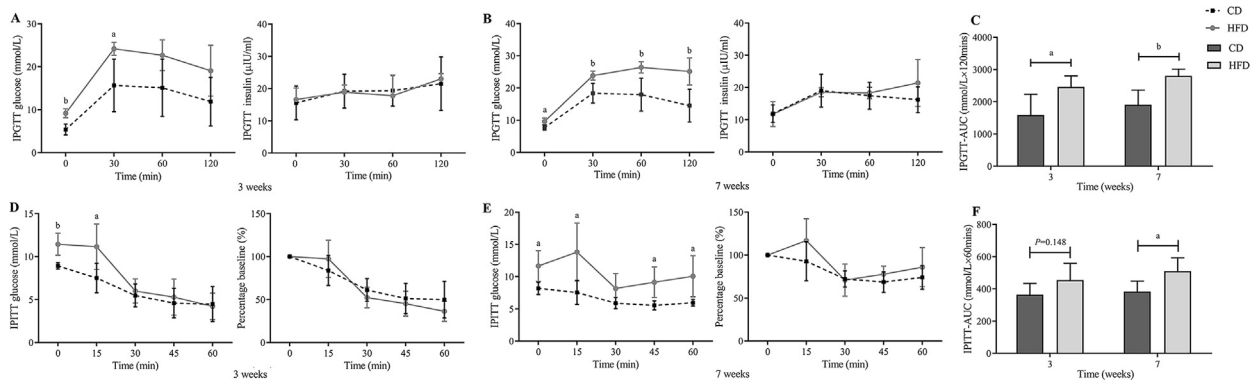 A
IPGTT glucose (mmol/L)
30
20
10
0
a
b
0 30 60 120
Time (min)
insulin (μIU/ml)
IPGTT
40
30
20
10
0
0 30 60 120
Time (min)
3 weeks
B
IPGTT glucose (mmol/L)
40
30
20
10
0
a b b b
0 30 60 120
Time (min)
insulin (μIU/ml)
IPGTT
40
30
20
10
0
0 30 60 120
Time (min)
7 weeks
C
CD
HFD
CD
HFD
IPGTT-AUC (mmol/L×120mins)
4000
3000
2000
1000
0
a b
3 7
Time (weeks)
D
IPITT glucose (mmol/L)
15
10
5
0
b a
0 15 30 45 60
Time (min)
Percentage baseline (%)
150
100
50
0
0 15 30 45 60
Time (min)
3 weeks
E
IPITT glucose (mmol/L)
20
15
10
5
0
a a a a
0 15 30 45 60
Time (min)
Percentage baseline (%)
150
100
50
0
0 15 30 45 60
Time (min)
7 weeks
F
IPITT-AUC (mmol/L×60mins)
800
600
400
200
0
P=0.148 a
3 7
Time (weeks)